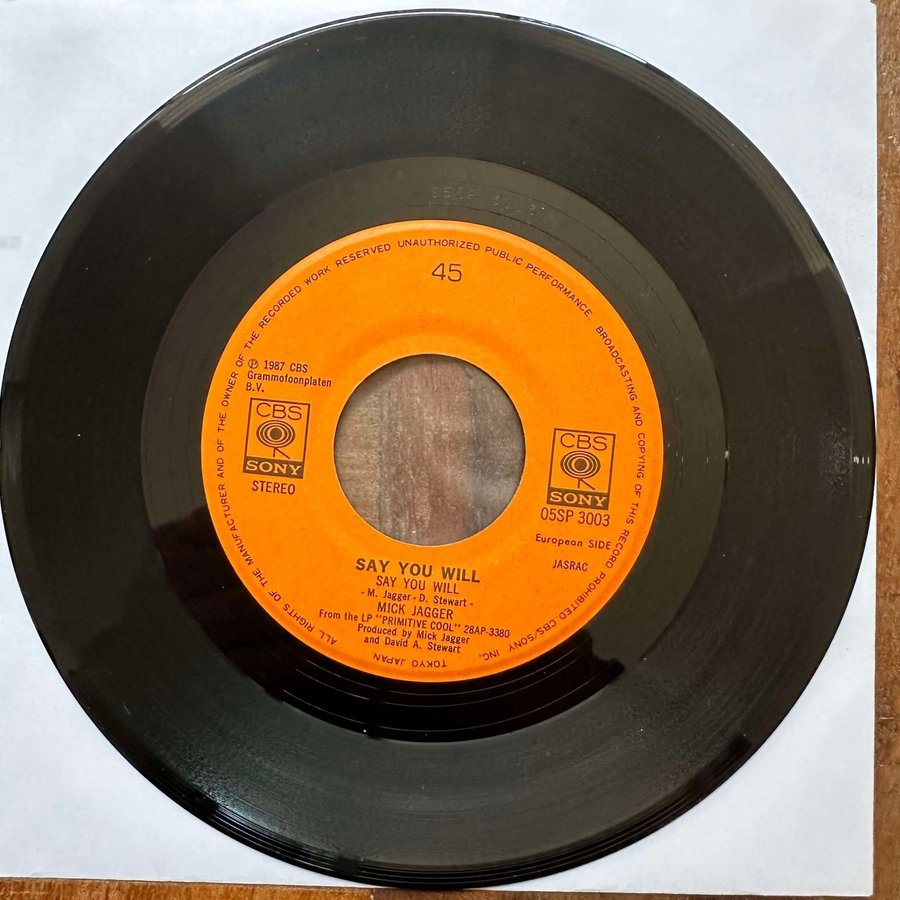 ALL RIGHTS OF THE MANUFACTURER AND OF THE OWNER OF THE RECORDED WORK RESERVED UNAUTHORIZED PUBLIC PERFORMANCE, BROADCASTING AND COPYING OF THIS RECORD PROHIBITED CBS/SONY INC. TOKYO JAPAN
45
Ⓟ 1987 CBS
Grammofoonplaten
B.V.
CBS
SONY
STEREO
CBS
SONY
05SP 3003
European SIDE
JASRAC
SAY YOU WILL
SAY YOU WILL
- M. Jagger - D. Stewart -
MICK JAGGER
From the LP "PRIMITIVE COOL" 28AP-3380
Produced by Mick Jagger
and David A. Stewart